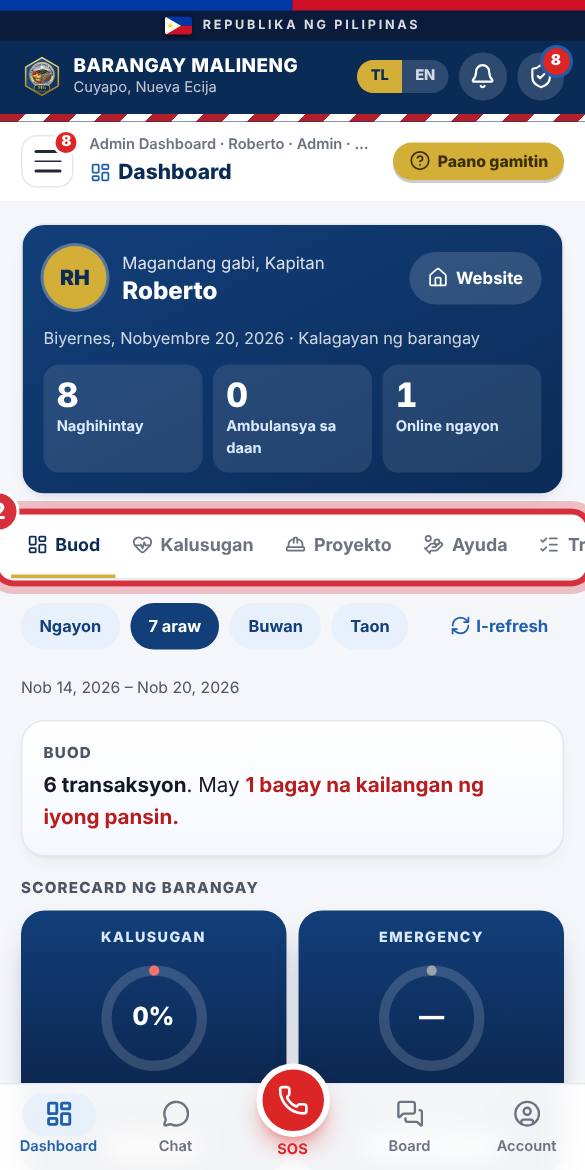 REPUBLIKA NG PILIPINAS
BARANGAY MALINENG
Cuyapo, Nueva Ecija
TL
EN
8
8
Admin Dashboard · Roberto · Admin · ...
Dashboard
Paano gamitin
RH
Magandang gabi, Kapitan
Roberto
Website
Biyernes, Nobyembre 20, 2026 · Kalagayan ng barangay
8
Naghihintay
0
Ambulansya sa
daan
1
Online ngayon
2
Buod
Kalusugan
Proyekto
Ayuda
Tr
Ngayon
7 araw
Buwan
Taon
I-refresh
Nob 14, 2026 – Nob 20, 2026
BUOD
6 transaksyon. May 1 bagay na kailangan ng
iyong pansin.
SCORECARD NG BARANGAY
KALUSUGAN
0%
EMERGENCY
—
Dashboard
Chat
SOS
Board
Account